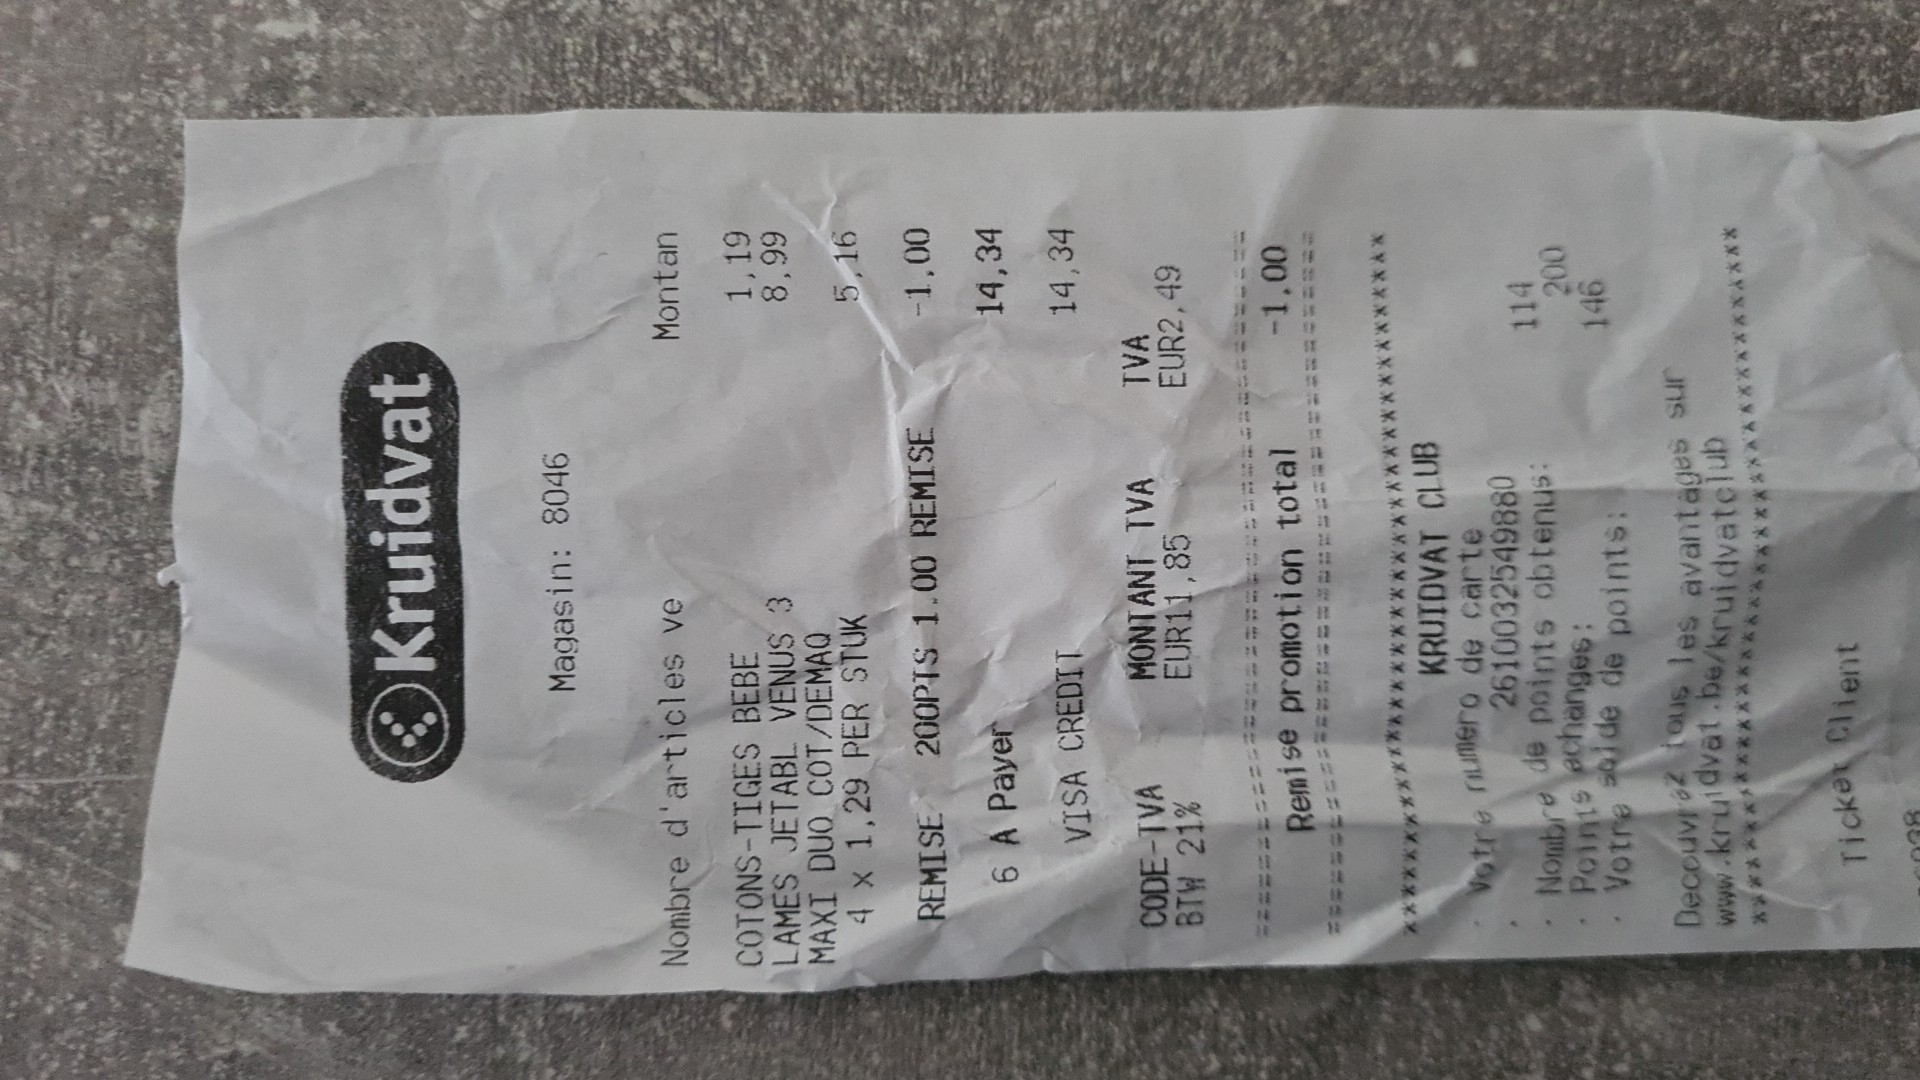 Kruidvat
Magasin: 8046
Nombre d'articles ve Montan
COTONS-TIGES BEBE 1,19
LAMES JETABL VENUS 3 8,99
MAXI DUO COT/DEMAQ
4 x 1,29 PER STUK 5,16
REMISE 200PTS 1.00 REMISE -1,00
6 A Payer 14,34
VISA CREDIT 14,34
CODE-TVA MONTANT TVA TVA
BTW 21% EUR11,85 EUR2,49
==========================================
Remise promotion total -1,00
==========================================
******************************************
KRUIDVAT CLUB
· Votre numéro de carte
· 2610032549880
· Nombre de points obtenus: 114
· Points échangés: 200
· Votre solde de points: 146
Découvrez tous les avantages sur
www.kruidvat.be/kruidvatclub
******************************************
Ticket Client